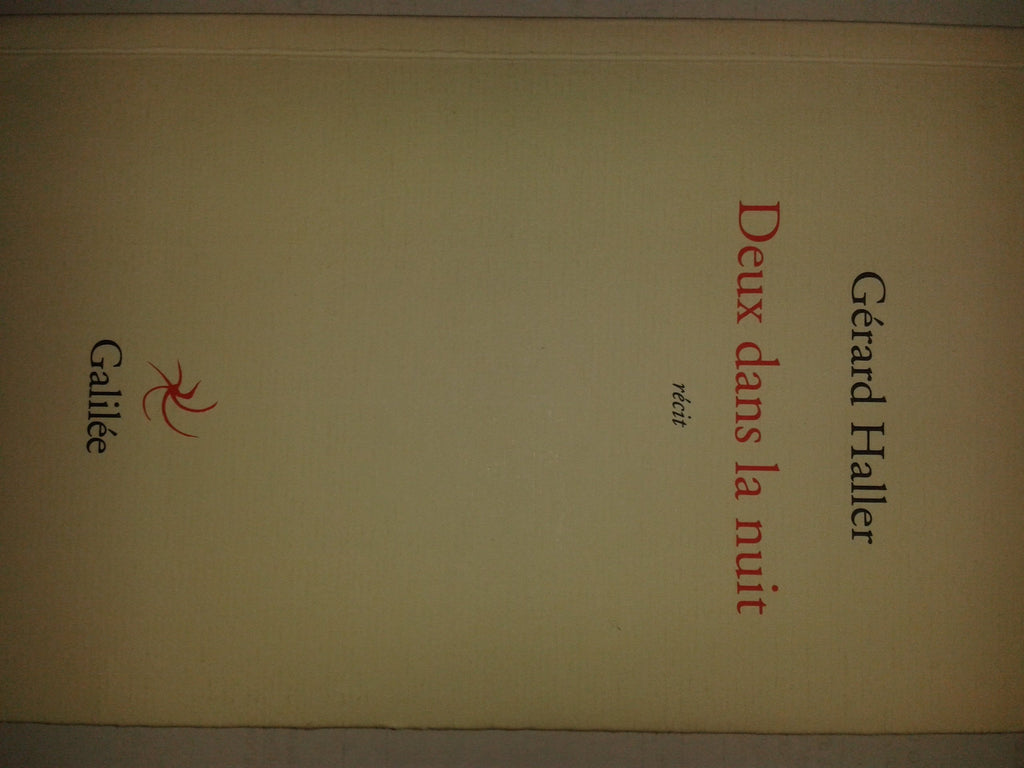 Gérard Haller
Deux dans la nuit
récit
Galilée